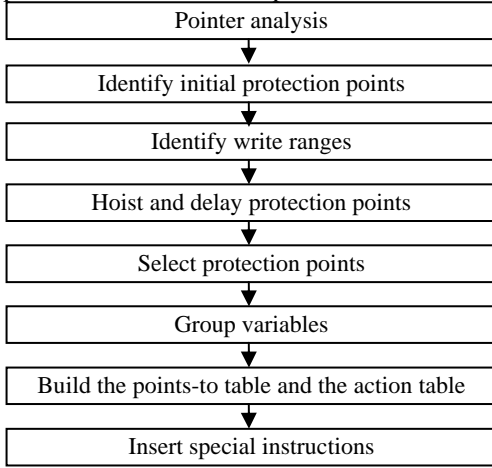 Pointer analysis
Identify initial protection points
Identify write ranges
Hoist and delay protection points
Select protection points
Group variables
Build the points-to table and the action table
Insert special instructions